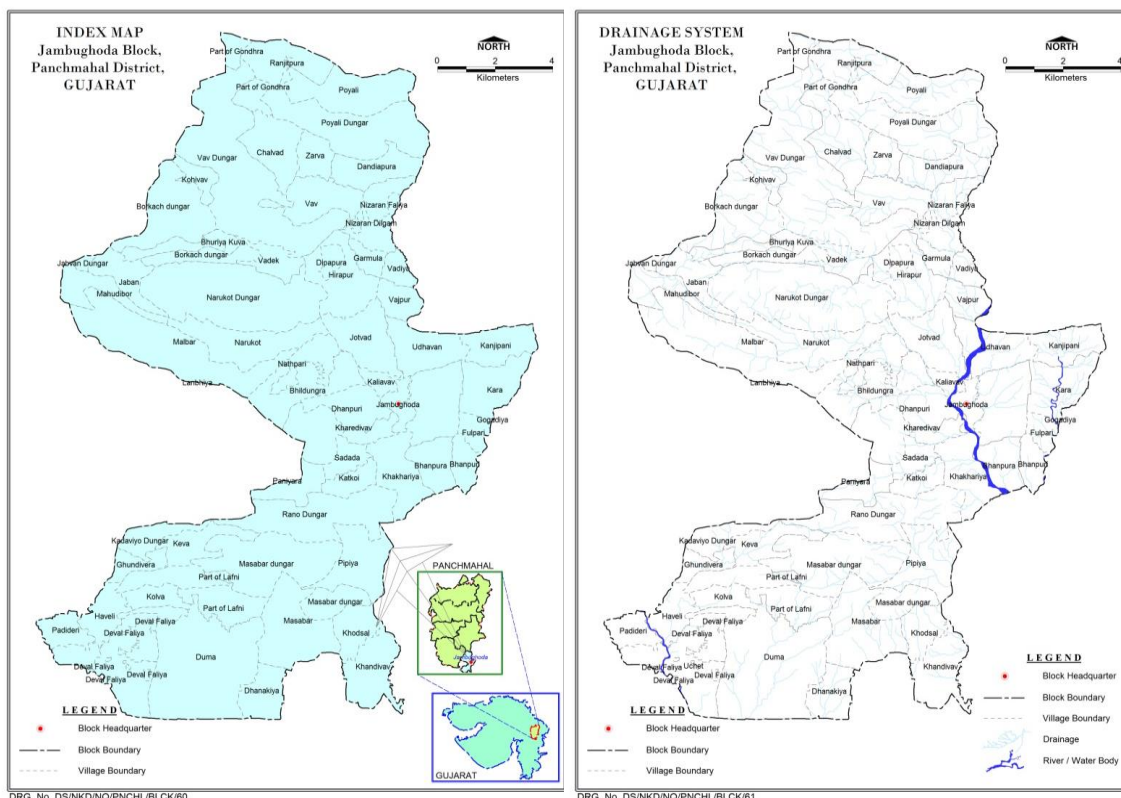 INDEX MAP
Jambughoda Block,
Panchmahal District,
GUJARAT
NORTH
0 2 4
Kilometers
Part of Gondhra
Ranjitpura
Part of Gondhra
Poyali
Poyali Dungar
Chalvad
Zarva
Vav Dungar
Dandiapura
Kohivav
Borkach dungar
Vav
Nizaran Faliya
Nizaran Dilgam
Bhuriya Kuva
Borkach dungar
Vadek
Dipapura
Garmula
Jabvan Dungar
Vadiya
Hirapur
Jaban
Mahudibor
Narukot Dungar
Vajpur
Malbar
Narukot
Jotvad
Udhavan
Kanjipani
Nathpari
Lanbhiya
Bhildungra
Kaliavav
Kara
Dhanpuri
Jambughoda
Gogadiya
Kharedivav
Fulpari
Sadada
Bhanpura
Bhanpuri
Paniyara
Katkoi
Khakhariya
Rano Dungar
Kadaviyo Dungar
Keva
Ghundivera
Masabar dungar
Pipiya
Part of Lafni
Kolva
Masabar dungar
Part of Lafni
Haveli
Deval Faliya
Masabar
Padideri
Deval Faliya
Khodsal
Duma
Deval Faliya
Deval Faliya
Khandivav
Deval Faliya
Dhanakiya
PANCHMAHAL
Jambughoda
GUJARAT
LEGEND
Block Headquarter
Block Boundary
Village Boundary
DRG. No. DS/NKD/NO/PNCHL/BLCK/60
DRAINAGE SYSTEM
Jambughoda Block,
Panchmahal District,
GUJARAT
NORTH
0 2 4
Kilometers
Part of Gondhra
Ranjitpura
Part of Gondhra
Poyali
Poyali Dungar
Chalvad
Zarva
Vav Dungar
Dandiapura
Kohivav
Borkach dungar
Vav
Nizaran Faliya
Nizaran Dilgam
Bhuriya Kuva
Borkach dungar
Vadek
Dipapura
Garmula
Jabvan Dungar
Vadiya
Hirapur
Jaban
Mahudibor
Narukot Dungar
Vajpur
Malbar
Narukot
Jotvad
Udhavan
Kanjipani
Nathpari
Lanbhiya
Bhildungra
Kaliavav
Kara
Dhanpuri
Jambughoda
Gogadiya
Kharedivav
Fulpari
Sadada
Bhanpura
Bhanpuri
Paniyara
Katkoi
Khakhariya
Rano Dungar
Kadaviyo Dungar
Keva
Ghundivera
Masabar dungar
Pipiya
Part of Lafni
Kolva
Masabar dungar
Part of Lafni
Haveli
Deval Faliya
Masabar
Padideri
Deval Faliya
Khodsal
Duma
Deval Faliya
Uchet
Deval Faliya
Khandivav
Deval Faliya
Dhanakiya
LEGEND
Block Headquarter
Block Boundary
Village Boundary
Drainage
River / Water Body
LEGEND
Block Headquarter
Block Boundary
Village Boundary
DRG. No. DS/NKD/NO/PNCHL/BLCK/61